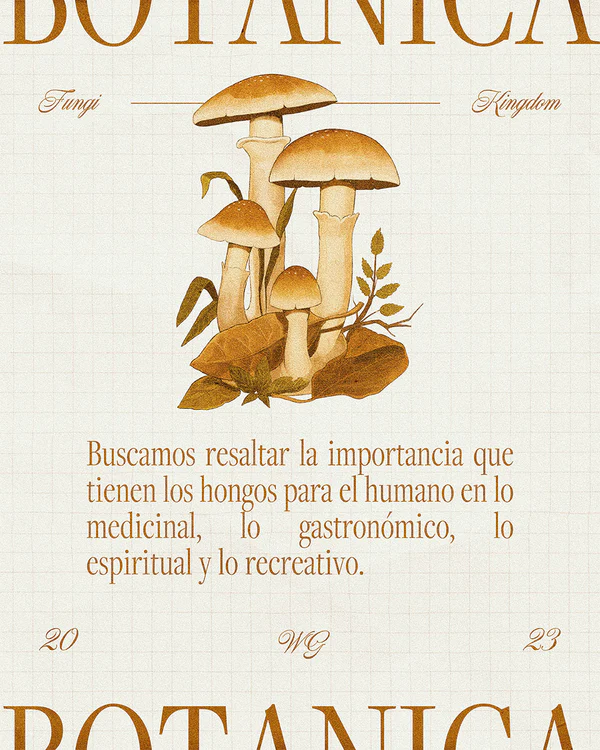 BOTANICA
Fungi Kingdom
Buscamos resaltar la importancia que
tienen los hongos para el humano en lo
medicinal, lo gastronómico, lo
espiritual y lo recreativo.
20 WG 23
BOTANICA